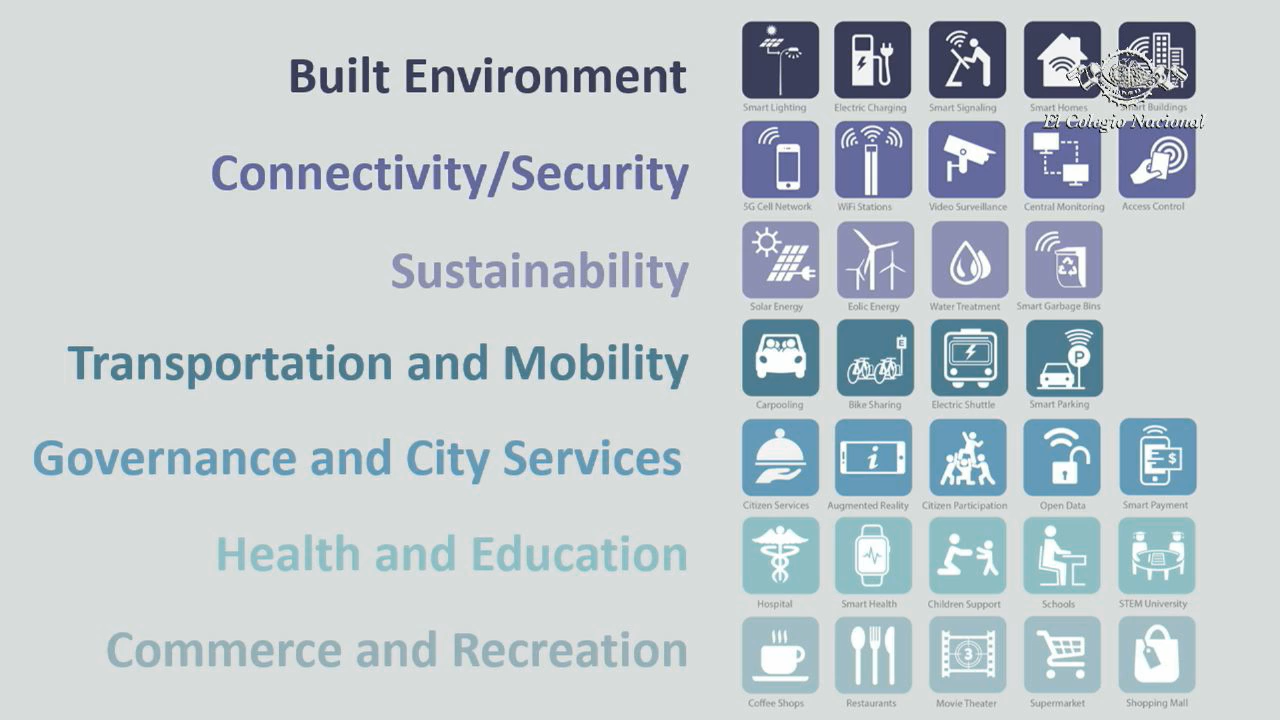 Built Environment
Smart Lighting
Electric Charging
Smart Signaling
Smart Homes
Smart Buildings
El Colegio Nacional
Connectivity/Security
5G Cell Network
WiFi Stations
Video Surveillance
Central Monitoring
Access Control
Sustainability
Solar Energy
Eolic Energy
Water Treatment
Smart Garbage Bins
Transportation and Mobility
Carpooling
Bike Sharing
E
Electric Shuttle
P
Smart Parking
Governance and City Services
Citizen Services
i
Augmented Reality
Citizen Participation
Open Data
$
Smart Payment
Health and Education
Hospital
Smart Health
Children Support
Schools
STEM University
Commerce and Recreation
Coffee Shops
Restaurants
3
Movie Theater
Supermarket
Shopping Mall